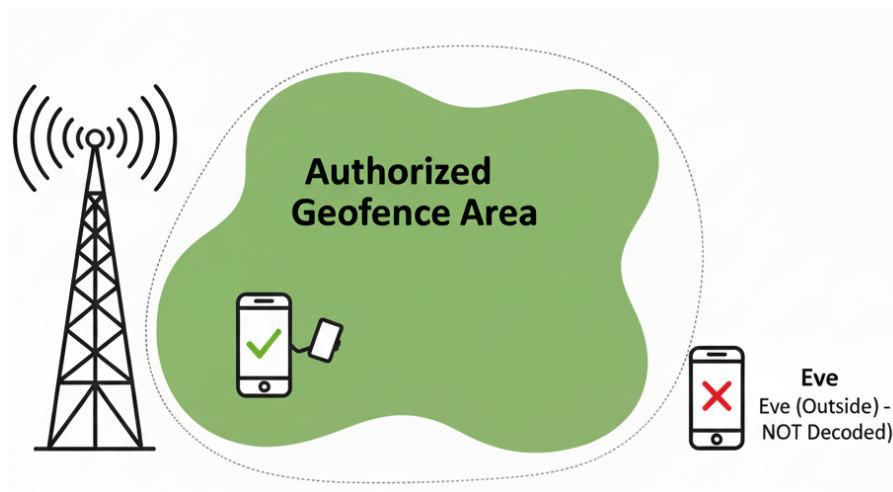 Authorized
Geofence Area
Eve
Eve (Outside) -
NOT Decoded)